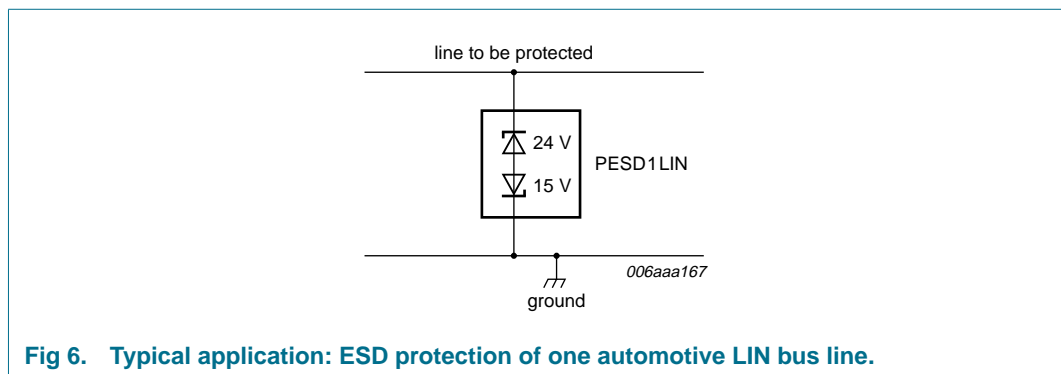 line to be protected
24 V
15 V
PESD1LIN
006aaa167
ground
Fig 6. Typical application: ESD protection of one automotive LIN bus line.